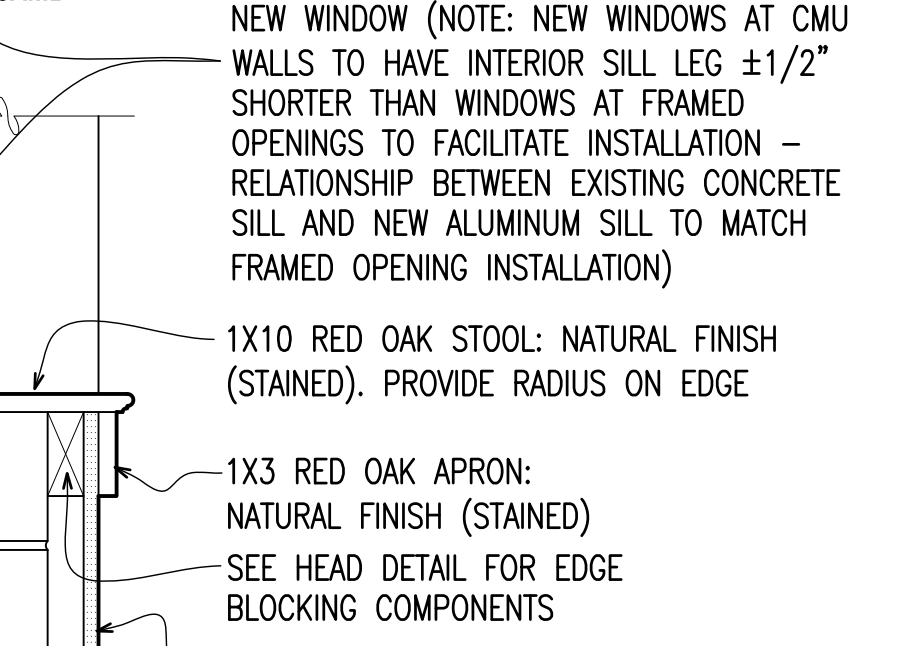 NEW WINDOW (NOTE: NEW WINDOWS AT CMU
WALLS TO HAVE INTERIOR SILL LEG ±1/2”
SHORTER THAN WINDOWS AT FRAMED
OPENINGS TO FACILITATE INSTALLATION –
RELATIONSHIP BETWEEN EXISTING CONCRETE
SILL AND NEW ALUMINUM SILL TO MATCH
FRAMED OPENING INSTALLATION)
1X10 RED OAK STOOL: NATURAL FINISH
(STAINED). PROVIDE RADIUS ON EDGE
1X3 RED OAK APRON:
NATURAL FINISH (STAINED)
SEE HEAD DETAIL FOR EDGE
BLOCKING COMPONENTS